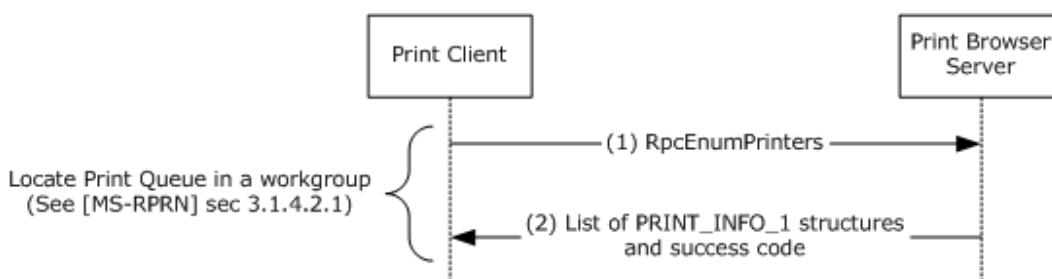 Print Client
Print Browser
Server
(1) RpcEnumPrinters
Locate Print Queue in a workgroup
(See [MS-RPRN] sec 3.1.4.2.1)
(2) List of PRINT_INFO_1 structures
and success code